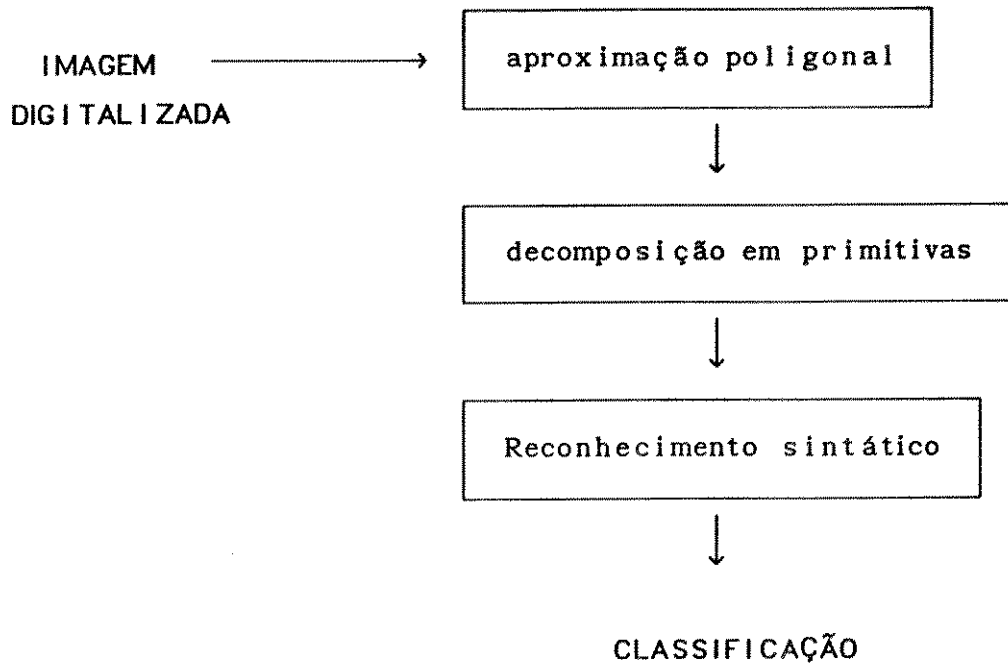 IMAGEM
DIGITALIZADA
aproximação poligonal
decomposição em primitivas
Reconhecimento sintático
CLASSIFICAÇÃO